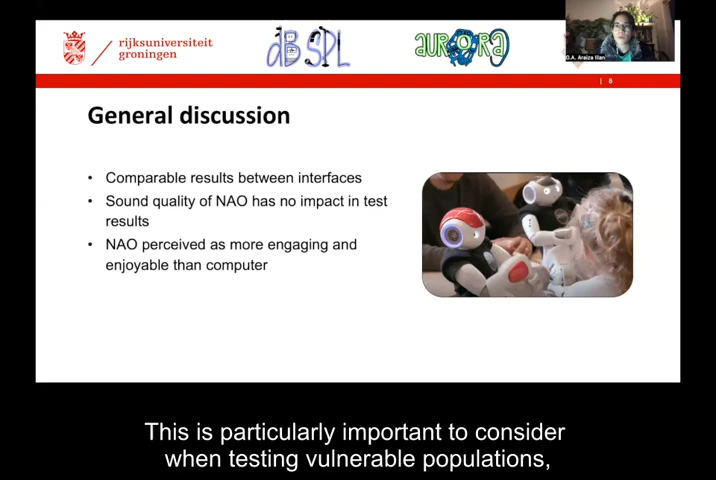 rijksuniversiteit
groningen
dB SPL
AURORA
G.A. Araiza Illan
| 8
General discussion
• Comparable results between interfaces
• Sound quality of NAO has no impact in test
results
• NAO perceived as more engaging and
enjoyable than computer
This is particularly important to consider
when testing vulnerable populations,